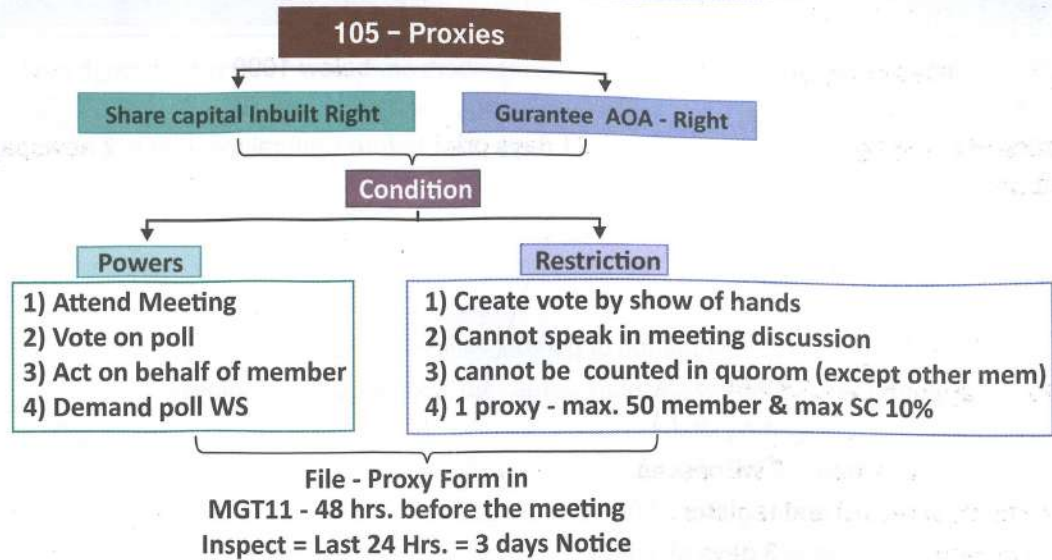 105 – Proxies
Share capital Inbuilt Right
Gurantee AOA - Right
Condition
Powers
Restriction
1) Attend Meeting
2) Vote on poll
3) Act on behalf of member
4) Demand poll WS
1) Create vote by show of hands
2) Cannot speak in meeting discussion
3) cannot be counted in quorom (except other mem)
4) 1 proxy - max. 50 member & max SC 10%
File - Proxy Form in
MGT11 - 48 hrs. before the meeting
Inspect = Last 24 Hrs. = 3 days Notice